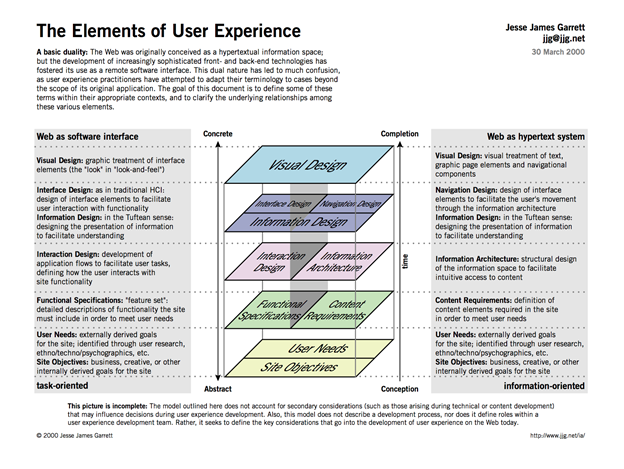 The Elements of User Experience
Jesse James Garrett
jjg@jjg.net
30 March 2000
A basic duality: The Web was originally conceived as a hypertextual information space;
but the development of increasingly sophisticated front- and back-end technologies has
fostered its use as a remote software interface. This dual nature has led to much confusion,
as user experience practitioners have attempted to adapt their terminology to cases beyond
the scope of its original application. The goal of this document is to define some of these
terms within their appropriate contexts, and to clarify the underlying relationships among
these various elements.
Web as software interface
Visual Design: graphic treatment of interface
elements (the "look" in "look-and-feel")
Interface Design: as in traditional HCI:
design of interface elements to facilitate
user interaction with functionality
Information Design: in the Tuftean sense:
designing the presentation of information
to facilitate understanding
Interaction Design: development of
application flows to facilitate user tasks,
defining how the user interacts with
site functionality
Functional Specifications: "feature set":
detailed descriptions of functionality the site
must include in order to meet user needs
User Needs: externally derived goals
for the site; identified through user research,
ethno/techno/psychographics, etc.
Site Objectives: business, creative, or other
internally derived goals for the site
task-oriented
Concrete
Completion
Visual Design
Interface Design
Navigation Design
Information Design
Interaction
Design
Information
Architecture
Functional
Specifications
Content
Requirements
User Needs
Site Objectives
time
Abstract
Conception
Web as hypertext system
Visual Design: visual treatment of text,
graphic page elements and navigational
components
Navigation Design: design of interface
elements to facilitate the user's movement
through the information architecture
Information Design: in the Tuftean sense:
designing the presentation of information
to facilitate understanding
Information Architecture: structural design
of the information space to facilitate
intuitive access to content
Content Requirements: definition of
content elements required in the site
in order to meet user needs
User Needs: externally derived goals
for the site; identified through user research,
ethno/techno/psychographics, etc.
Site Objectives: business, creative, or other
internally derived goals for the site
information-oriented
This picture is incomplete: The model outlined here does not account for secondary considerations (such as those arising during technical or content development)
that may influence decisions during user experience development. Also, this model does not describe a development process, nor does it define roles within a
user experience development team. Rather, it seeks to define the key considerations that go into the development of user experience on the Web today.
© 2000 Jesse James Garrett
http://www.jjg.net/ia/